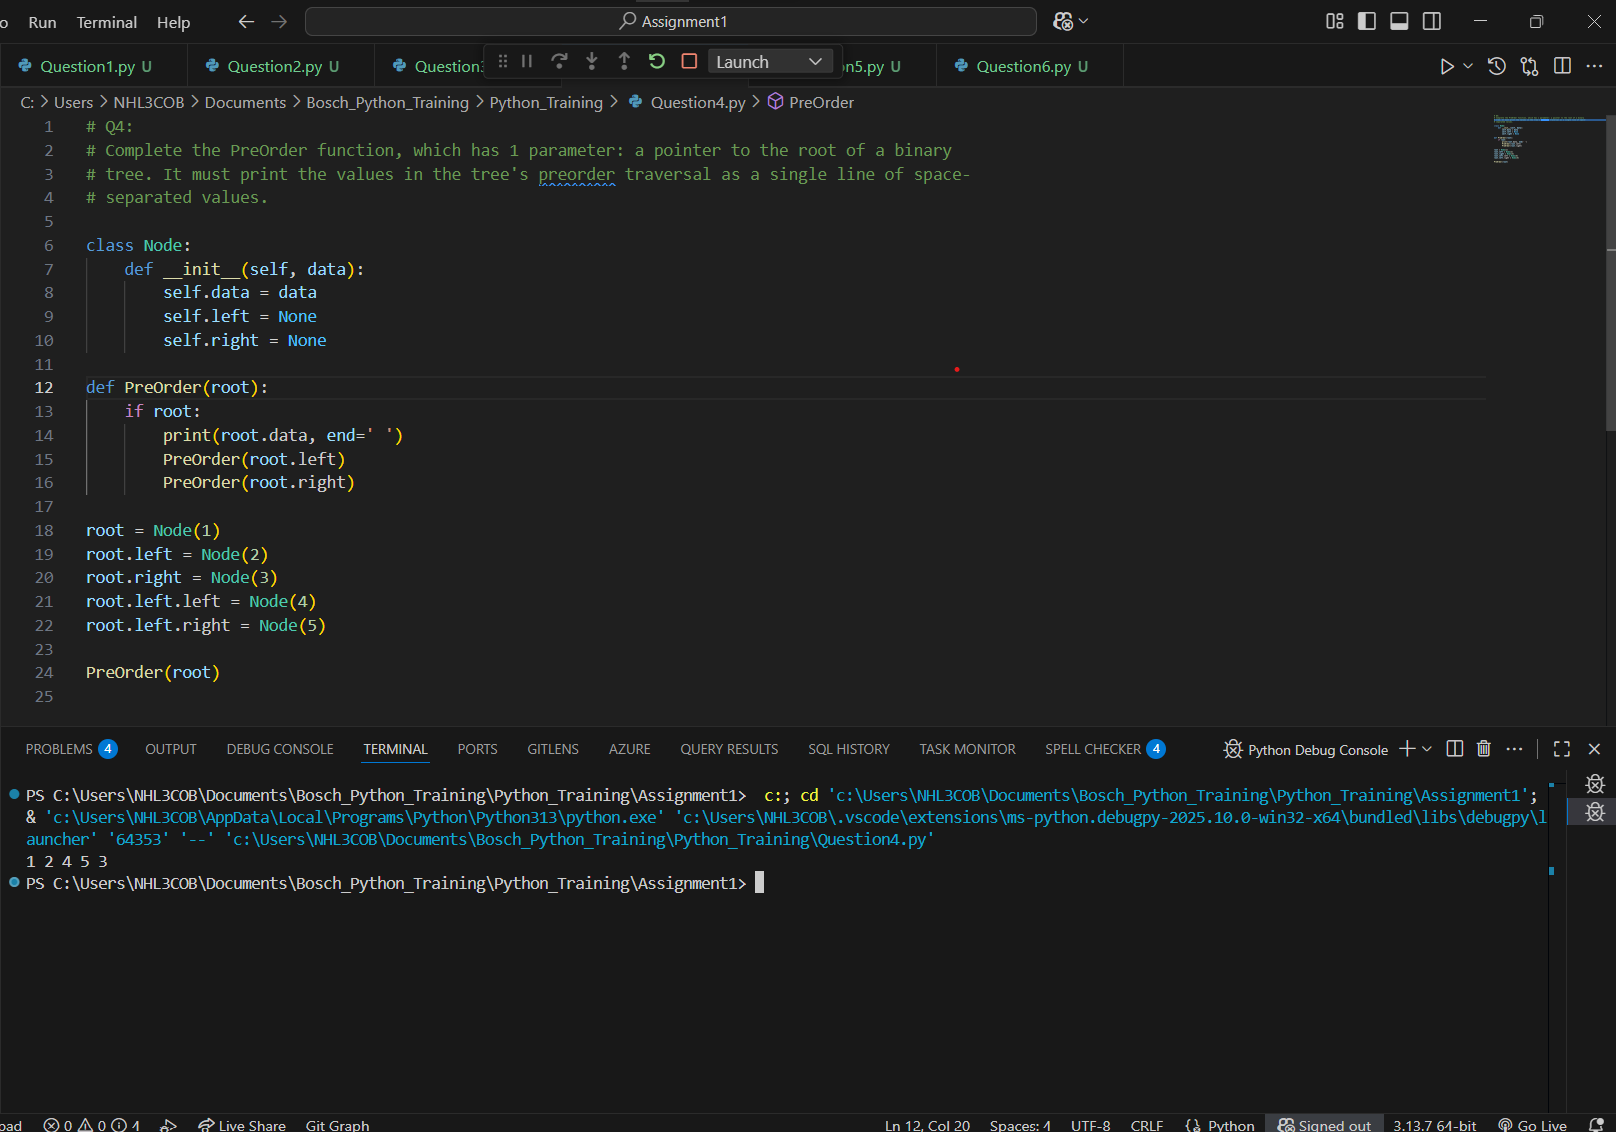 Run Terminal Help Assignment1
Question1.py U Question2.py U Question Launch n5.py U Question6.py U
C: > Users > NHL3COB > Documents > Bosch_Python_Training > Python_Training > Question4.py > PreOrder
1 # Q4:
2 # Complete the PreOrder function, which has 1 parameter: a pointer to the root of a binary
3 # tree. It must print the values in the tree's preorder traversal as a single line of space-
4 # separated values.
5
6 class Node:
7 def __init__(self, data):
8 self.data = data
9 self.left = None
10 self.right = None
11
12 def PreOrder(root):
13 if root:
14 print(root.data, end=' ')
15 PreOrder(root.left)
16 PreOrder(root.right)
17
18 root = Node(1)
19 root.left = Node(2)
20 root.right = Node(3)
21 root.left.left = Node(4)
22 root.left.right = Node(5)
23
24 PreOrder(root)
25
PROBLEMS 4 OUTPUT DEBUG CONSOLE TERMINAL PORTS GITLENS AZURE QUERY RESULTS SQL HISTORY TASK MONITOR SPELL CHECKER 4 Python Debug Console
PS C:\Users\NHL3COB\Documents\Bosch_Python_Training\Python_Training\Assignment1> c:; cd 'c:\Users\NHL3COB\Documents\Bosch_Python_Training\Python_Training\Assignment1';
& 'c:\Users\NHL3COB\AppData\Local\Programs\Python\Python313\python.exe' 'c:\Users\NHL3COB\.vscode\extensions\ms-python.debugpy-2025.10.0-win32-x64\bundled\libs\debugpy\l
auncher' '64353' '--' 'c:\Users\NHL3COB\Documents\Bosch_Python_Training\Python_Training\Question4.py'
1 2 4 5 3
PS C:\Users\NHL3COB\Documents\Bosch_Python_Training\Python_Training\Assignment1>
oad 0 0 4 Live Share Git Graph Ln 12, Col 20 Spaces: 4 UTF-8 CRLF {} Python Signed out 3.13.7 64-bit Go Live